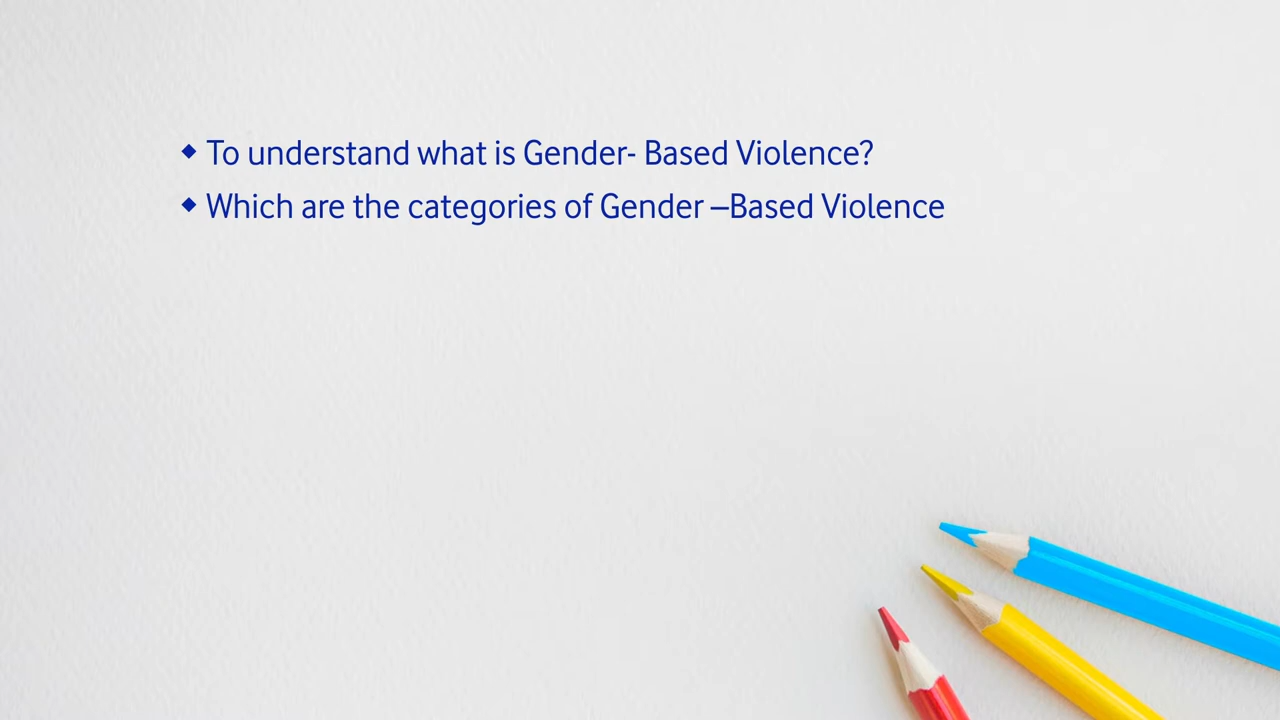 ◆ To understand what is Gender- Based Violence?
◆ Which are the categories of Gender –Based Violence